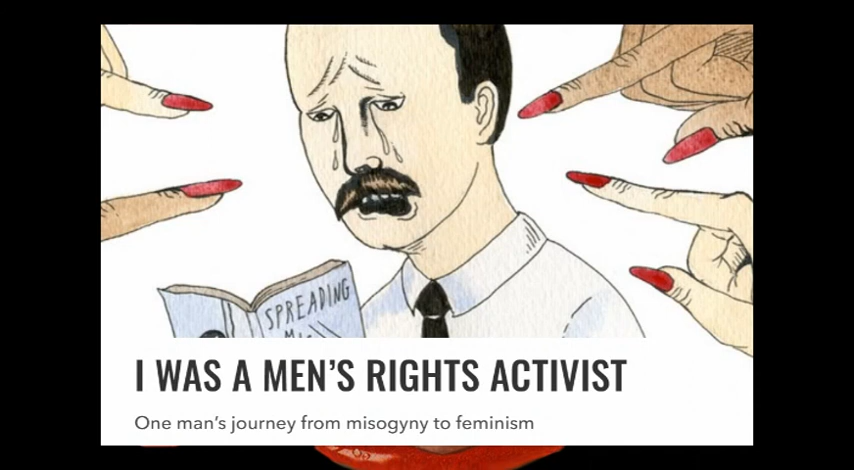 SPREADING
I WAS A MEN'S RIGHTS ACTIVIST
One man's journey from misogyny to feminism